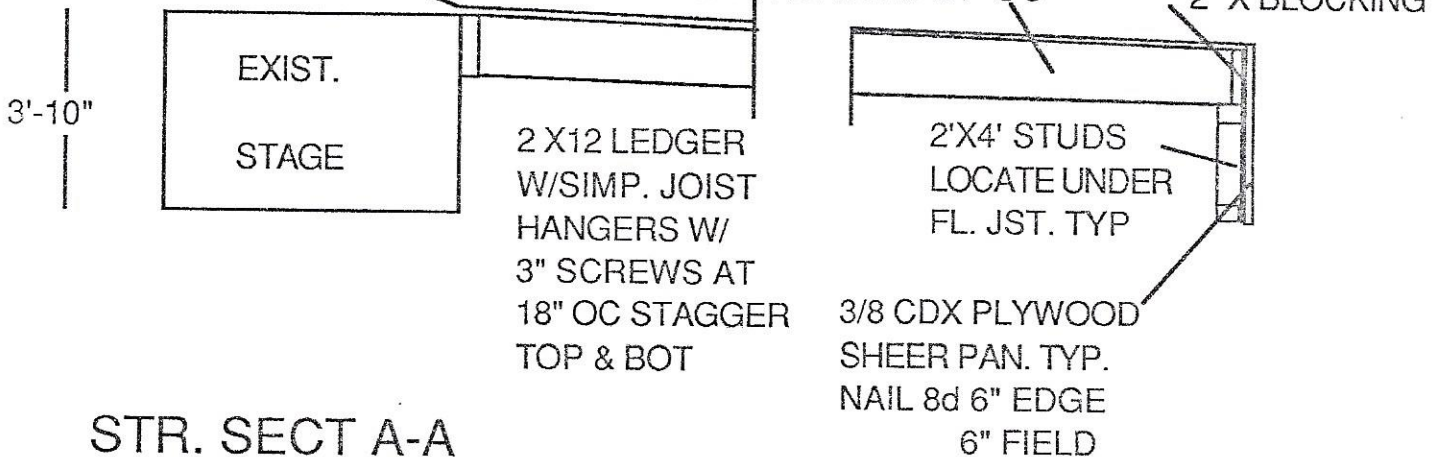 2" X BLOCKING
3'-10"
EXIST.
STAGE
2 X12 LEDGER
W/SIMP. JOIST
HANGERS W/
3" SCREWS AT
18" OC STAGGER
TOP & BOT
2'X4' STUDS
LOCATE UNDER
FL. JST. TYP
3/8 CDX PLYWOOD
SHEER PAN. TYP.
NAIL 8d 6" EDGE
6" FIELD
STR. SECT A-A